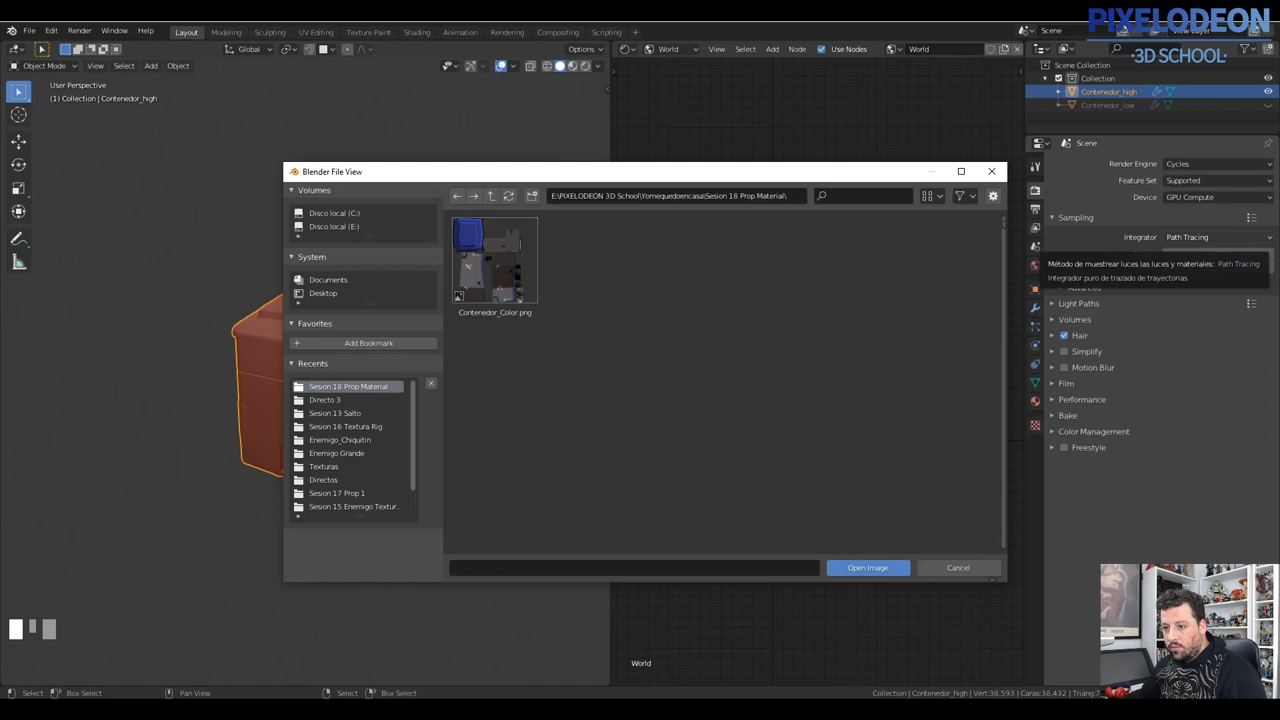 File Edit Render Window Help Layout Modeling Sculpting UV Editing Texture Paint Shading Animation Rendering Compositing Scripting + Scene
PIXELODEON
·3D SCHOOL·
Global Options World View Select Add Node Use Nodes World
Object Mode View Select Add Object
Scene Collection
Collection
Contenedor_high
Contenedor_low
User Perspective
(1) Collection | Contenedor_high
Scene
Render Engine Cycles
Feature Set Supported
Device GPU Compute
Sampling
Integrator Path Tracing
Método de muestrear luces las luces y materiales: Path Tracing
Integrador puro de trazado de trayectorias
Advanced
Light Paths
Volumes
Hair
Simplify
Motion Blur
Film
Performance
Bake
Color Management
Freestyle
Blender File View
Volumes
Disco local (C:)
Disco local (E:)
System
Documents
Desktop
Favorites
Add Bookmark
Recents
Sesion 18 Prop Material
Directo 3
Sesion 13 Salto
Sesion 16 Textura Rig
Enemigo_Chiquitin
Enemigo Grande
Texturas
Directos
Sesion 17 Prop 1
Sesion 15 Enemigo Textur..
E:\PIXELODEON 3D School\Yomequedoencasa\Sesion 18 Prop Material\
Contenedor_Color.png
Open Image Cancel
World
Select Box Select Pan View Select Box Select
Collection | Contenedor_high | Vert:38,593 | Caras:38,432 | Triáng:7